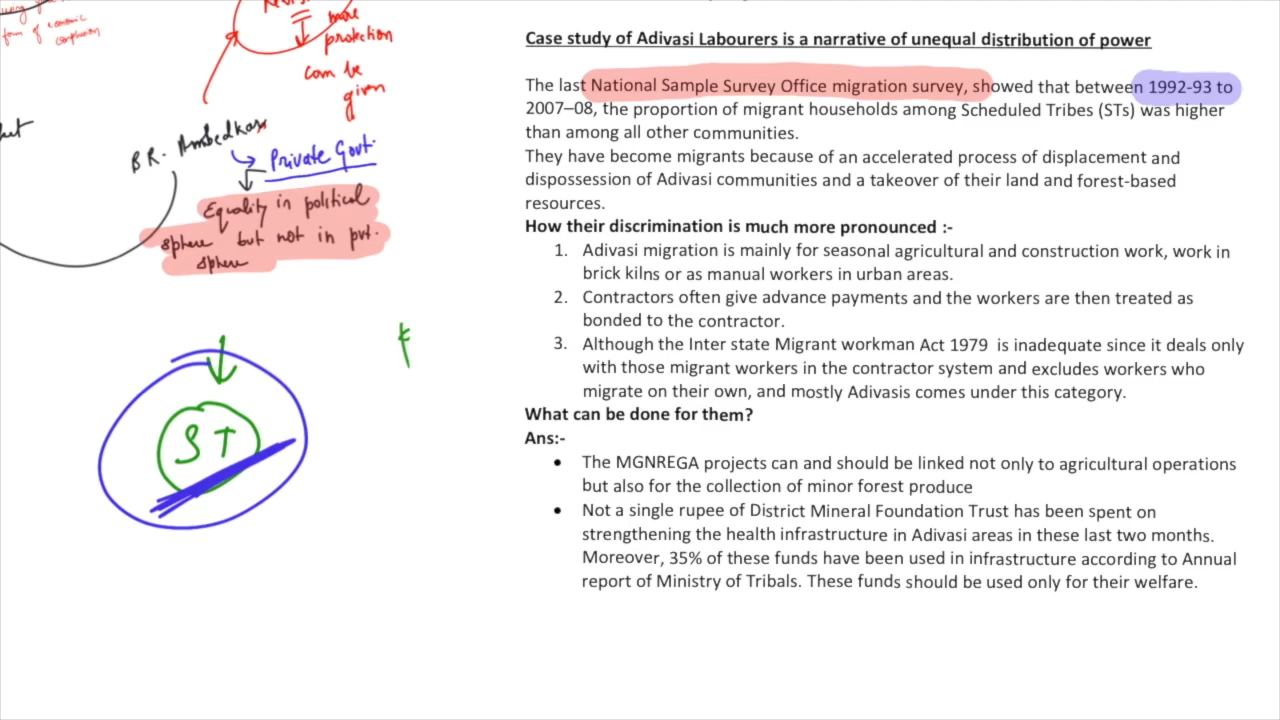 form of economic
more
protection
can be
given
B.R. Ambedkar
Private Govt.
Equality in political
sphere but not in pvt.
sphere
ST
Case study of Adivasi Labourers is a narrative of unequal distribution of power
The last National Sample Survey Office migration survey, showed that between 1992-93 to
2007–08, the proportion of migrant households among Scheduled Tribes (STs) was higher
than among all other communities.
They have become migrants because of an accelerated process of displacement and
dispossession of Adivasi communities and a takeover of their land and forest-based
resources.
How their discrimination is much more pronounced :-
1. Adivasi migration is mainly for seasonal agricultural and construction work, work in
brick kilns or as manual workers in urban areas.
2. Contractors often give advance payments and the workers are then treated as
bonded to the contractor.
3. Although the Inter state Migrant workman Act 1979 is inadequate since it deals only
with those migrant workers in the contractor system and excludes workers who
migrate on their own, and mostly Adivasis comes under this category.
What can be done for them?
Ans:-
• The MGNREGA projects can and should be linked not only to agricultural operations
but also for the collection of minor forest produce
• Not a single rupee of District Mineral Foundation Trust has been spent on
strengthening the health infrastructure in Adivasi areas in these last two months.
Moreover, 35% of these funds have been used in infrastructure according to Annual
report of Ministry of Tribals. These funds should be used only for their welfare.